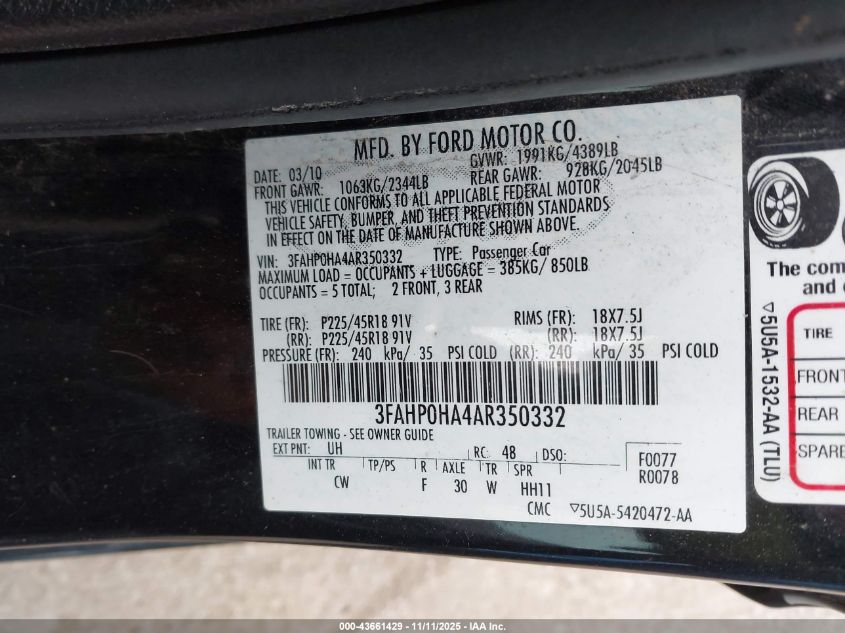 MFD. BY FORD MOTOR CO.
DATE: 03/10 GVWR: 1991KG/4389LB
FRONT GAWR: 1063KG/2344LB REAR GAWR: 928KG/2045LB
THIS VEHICLE CONFORMS TO ALL APPLICABLE FEDERAL MOTOR
VEHICLE SAFETY, BUMPER, AND THEFT PREVENTION STANDARDS
IN EFFECT ON THE DATE OF MANUFACTURE SHOWN ABOVE.
VIN: 3FAHP0HA4AR350332 TYPE: Passenger Car
MAXIMUM LOAD = OCCUPANTS + LUGGAGE = 385KG/ 850LB
OCCUPANTS = 5 TOTAL; 2 FRONT, 3 REAR
TIRE (FR): P225/45R18 91V RIMS (FR): 18X7.5J
(RR): P225/45R18 91V (RR): 18X7.5J
PRESSURE (FR): 240 kPa/ 35 PSI COLD (RR): 240 kPa/ 35 PSI COLD
3FAHP0HA4AR350332
TRAILER TOWING - SEE OWNER GUIDE
EXT PNT: UH RC: 48 DSO:
INT TR TP/PS R AXLE TR SPR
CW F 30 W HH11
F0077
R0078
CMC ▽5U5A-5420472-AA
▽5U5A-1532-AA (TLU)
The com
and
TIRE
FRONT
REAR
SPARE
000-43661429 - 11/11/2025 - IAA Inc.